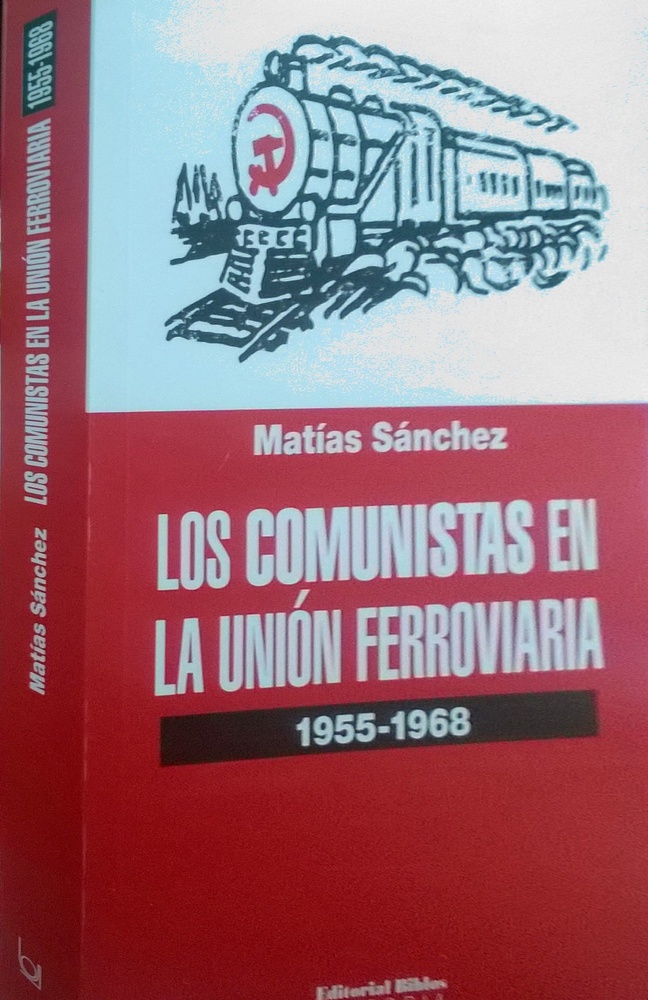 Matías Sánchez LOS COMUNISTAS EN LA UNIÓN FERROVIARIA 1955-1968
Matías Sánchez
LOS COMUNISTAS EN
LA UNIÓN FERROVIARIA
1955-1968
Editorial Biblos